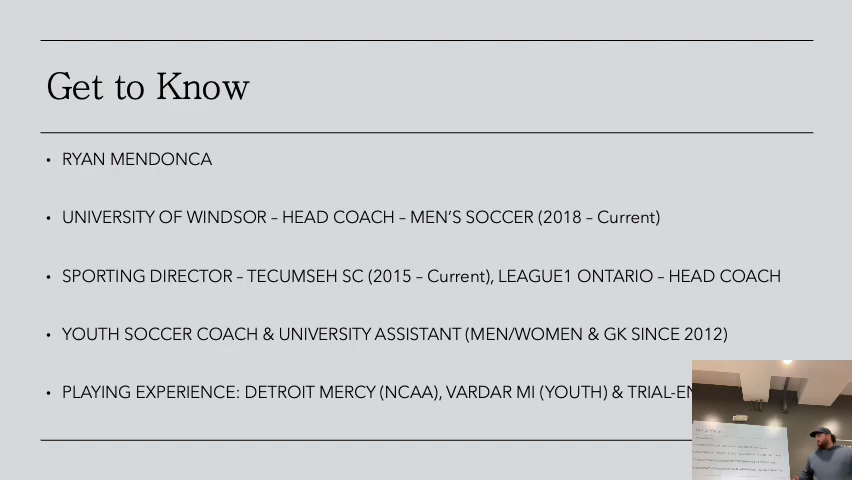 Get to Know
• RYAN MENDONCA
• UNIVERSITY OF WINDSOR – HEAD COACH – MEN'S SOCCER (2018 – Current)
• SPORTING DIRECTOR – TECUMSEH SC (2015 – Current), LEAGUE1 ONTARIO – HEAD COACH
• YOUTH SOCCER COACH & UNIVERSITY ASSISTANT (MEN/WOMEN & GK SINCE 2012)
• PLAYING EXPERIENCE: DETROIT MERCY (NCAA), VARDAR MI (YOUTH) & TRIAL-EN